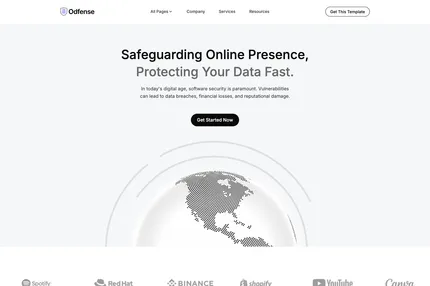 Odfense
All Pages
Company
Services
Resources
Get This Template
Safeguarding Online Presence,
Protecting Your Data Fast.
In today's digital age, software security is paramount. Vulnerabilities
can lead to data breaches, financial losses, and reputational damage.
Get Started Now
Spotify
Red Hat
BINANCE
shopify
YouTube
Canva